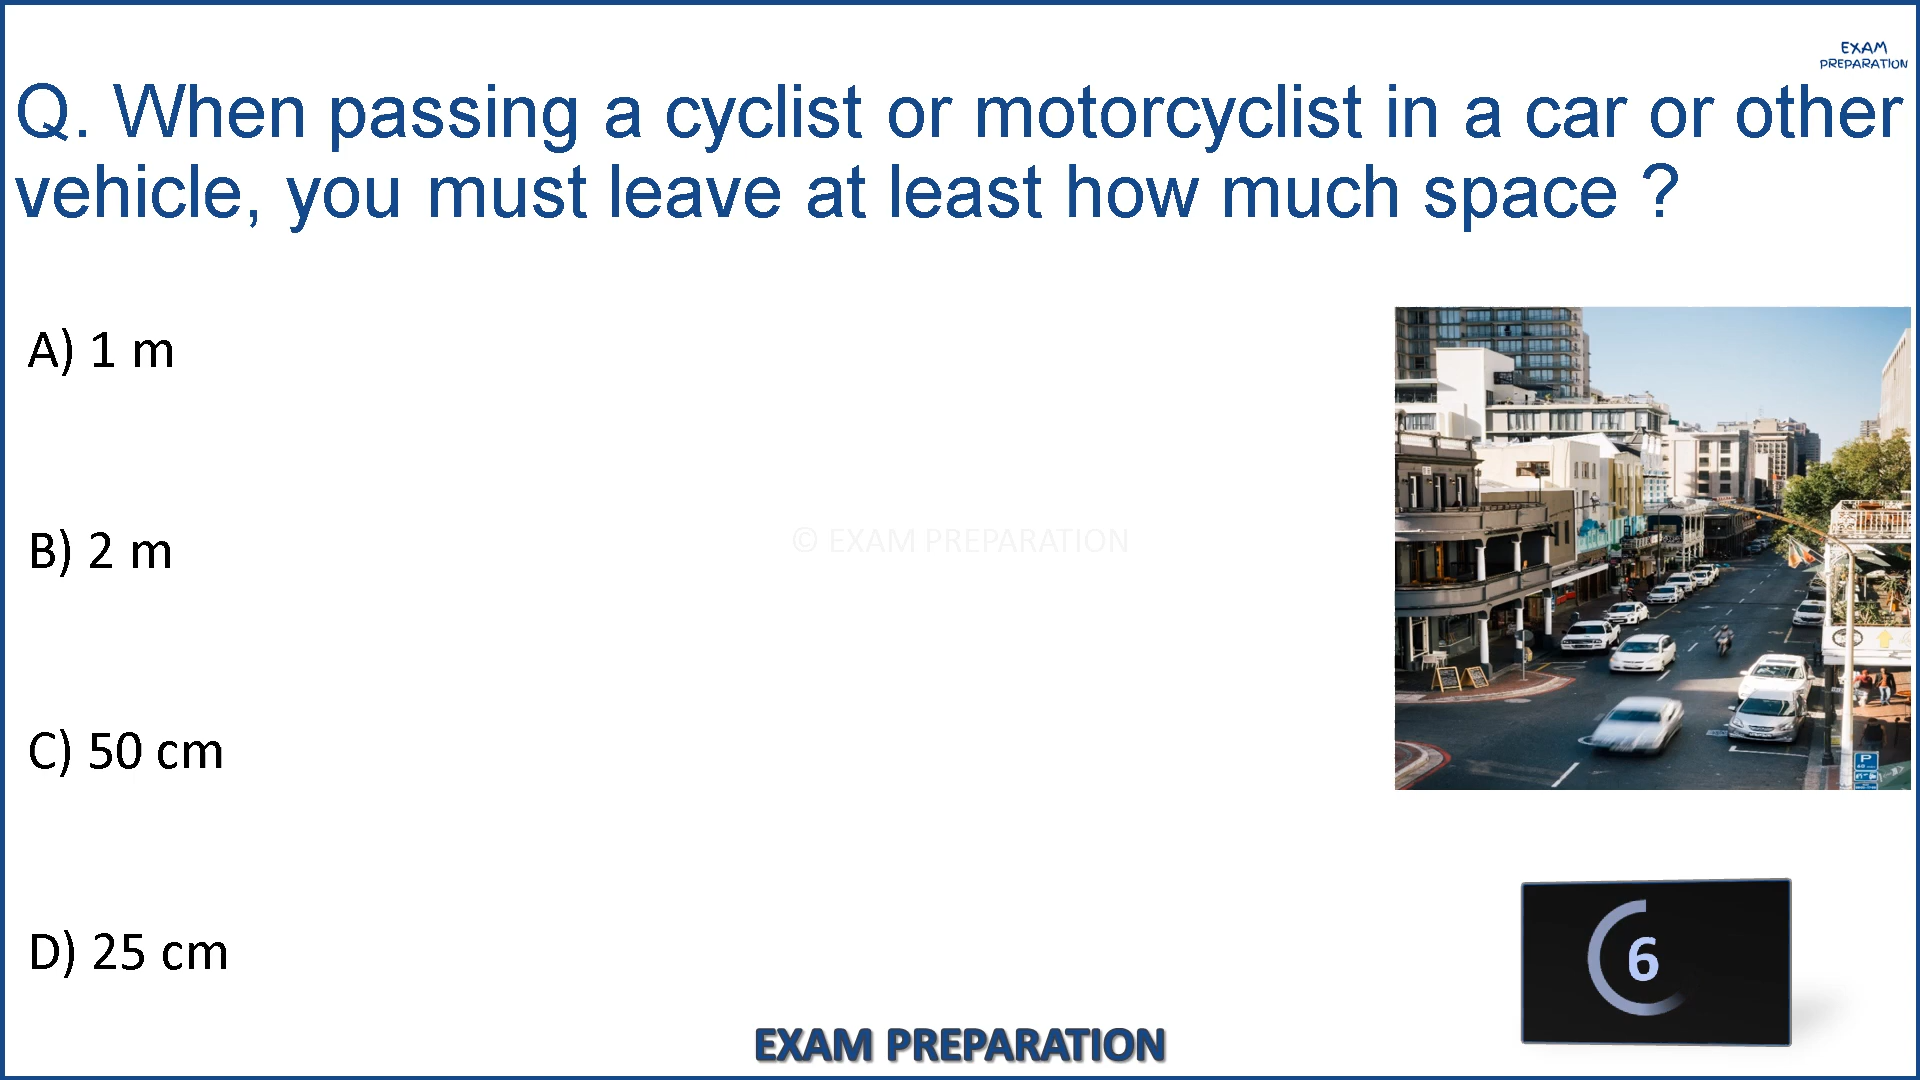 EXAM
PREPARATION
Q. When passing a cyclist or motorcyclist in a car or other
vehicle, you must leave at least how much space ?
A) 1 m
B) 2 m
© EXAM PREPARATION
C) 50 cm
P
D) 25 cm
6
EXAM PREPARATION